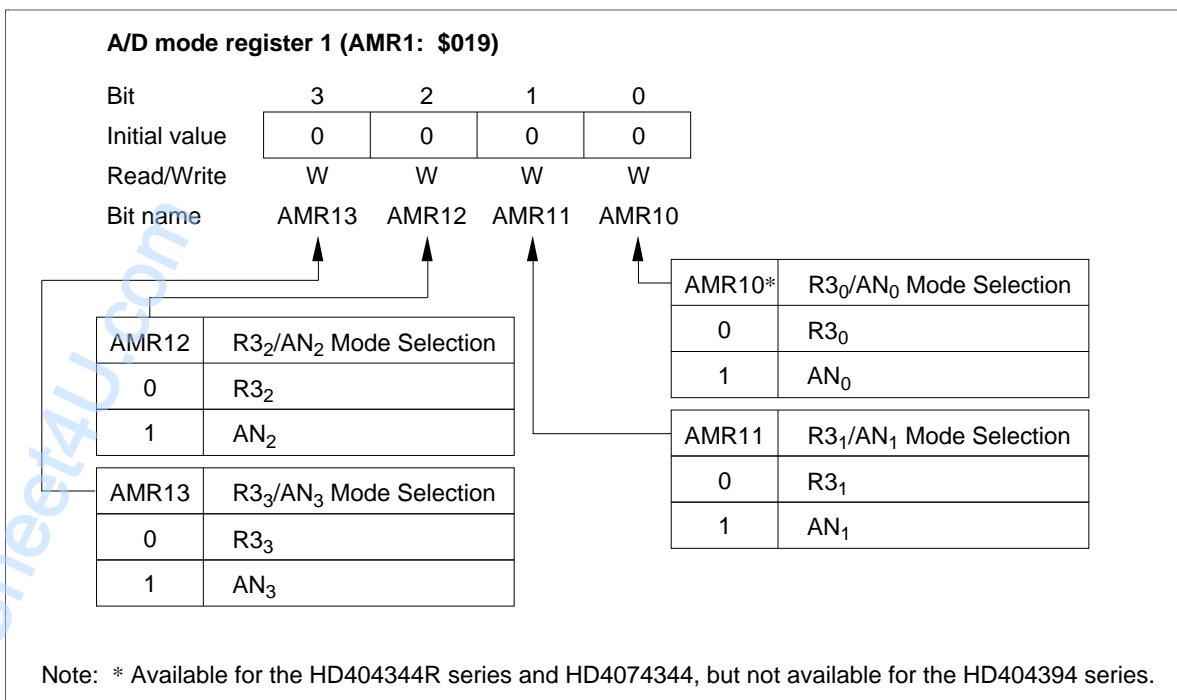 A/D mode register 1 (AMR1: $019)
Bit 3 2 1 0
Initial value 0 0 0 0
Read/Write W W W W
Bit name AMR13 AMR12 AMR11 AMR10
AMR10* R3₀/AN₀ Mode Selection
0 R3₀
1 AN₀
AMR12 R3₂/AN₂ Mode Selection
0 R3₂
1 AN₂
AMR11 R3₁/AN₁ Mode Selection
0 R3₁
1 AN₁
AMR13 R3₃/AN₃ Mode Selection
0 R3₃
1 AN₃
Note: * Available for the HD404344R series and HD4074344, but not available for the HD404394 series.
heet4U.com